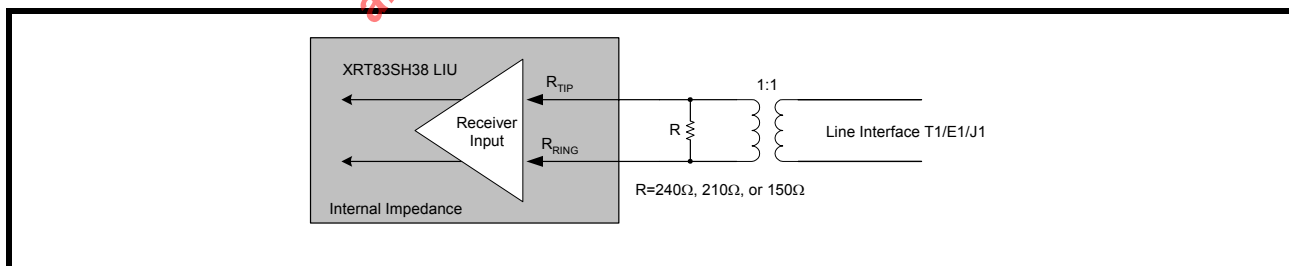 XRT83SH38 LIU
R_TIP
1:1
Receiver
Input
R
Line Interface T1/E1/J1
R_RING
R=240Ω, 210Ω, or 150Ω
Internal Impedance